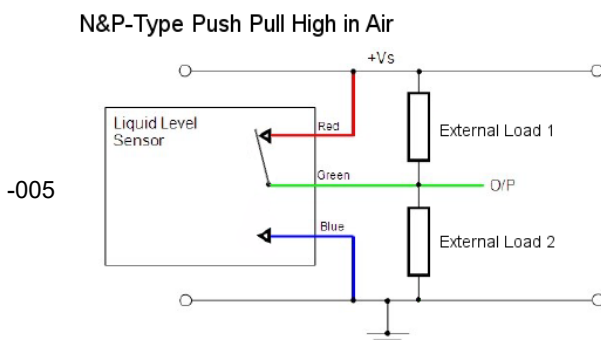 N&P-Type Push Pull High in Air
+Vs
Liquid Level
Sensor
Red
External Load 1
-005
Green
O/P
Blue
External Load 2